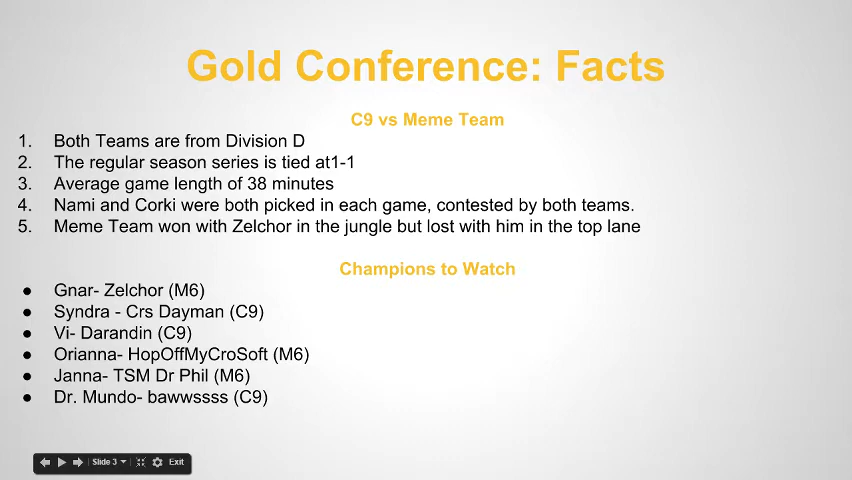 Gold Conference: Facts
C9 vs Meme Team
1. Both Teams are from Division D
2. The regular season series is tied at1-1
3. Average game length of 38 minutes
4. Nami and Corki were both picked in each game, contested by both teams.
5. Meme Team won with Zelchor in the jungle but lost with him in the top lane
Champions to Watch
● Gnar- Zelchor (M6)
● Syndra - Crs Dayman (C9)
● Vi- Darandin (C9)
● Orianna- HopOffMyCroSoft (M6)
● Janna- TSM Dr Phil (M6)
● Dr. Mundo- bawwssss (C9)
Slide 3 Exit